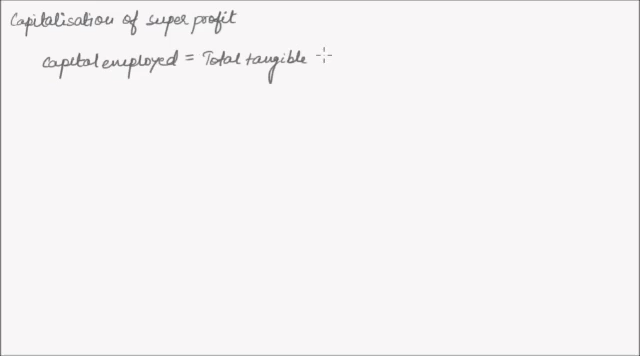 Capitalisation of super profit
Capital employed = Total tangible